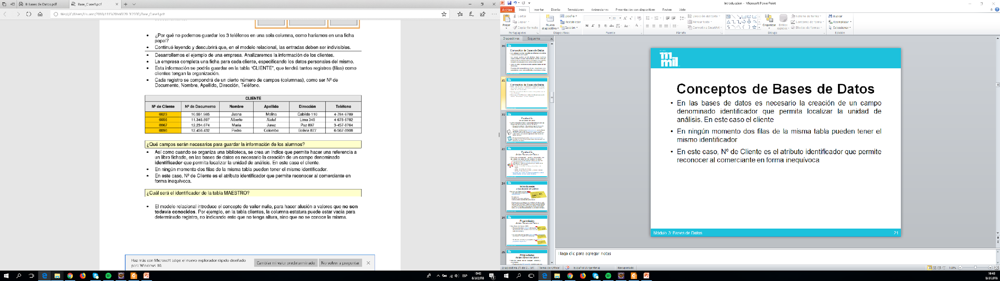 B Bases de Datos.pdf
Base_Clase1.pdf
¿Por qué no podemos guardar los 3 teléfonos en una sola columna, como haríamos en una ficha
papel?
Continué leyendo y descubrirá que, en el modelo relacional, las entradas deben ser indivisibles.
Desarrollemos el ejemplo de una empresa. Analizaremos la información de los clientes.
La empresa completa una ficha para cada cliente, especificando los datos personales del mismo.
Esta información se podría guardar en la tabla "CLIENTE", que tendrá tantos registros (filas) como
clientes tengan la organización.
Cada registro se compondrá de un cierto número de campos (columnas), como ser Nº de
Documento, Nombre, Apellido, Dirección, Teléfono.
CLIENTE
Nº de Cliente Nº de Documento Nombre Apellido Dirección Teléfono
0023 10.551.985 Juana Molina Cabildo 110 4-784-6789
0056 11.346.897 Alberto Alaluf Lima 345 4-678-6782
0067 12.234.674 Maria Jurez Paz 897 3-457-8764
0098 12.456.432 Pedro Colombo Bolivia 877 6-567-8908
¿Qué campos serán necesarios para guardar la información de los alumnos?
Así como cuando se organiza una biblioteca, se crea un índice que permite hacer una referencia a
un libro fichado, en las bases de datos es necesario la creación de un campo denominado
identificador que permita localizar la unidad de análisis. En este caso el cliente.
En ningún momento dos filas de la misma tabla pueden tener el mismo identificador.
En este caso, Nº de Cliente es el atributo identificador que permite reconocer al comerciante en
forma inequívoca.
¿Cuál será el identificador de la tabla MAESTRO?
El modelo relacional introduce el concepto de valor nulo, para hacer alusión a valores que no son
todavía conocidos. Por ejemplo, en la tabla clientes, la columna estatura puede estar vacía para
determinado registro, no indicando esto que no tenga altura, sino que no se conoce la misma.
Haz más con Microsoft Edge: el nuevo explorador rápido diseñado
para Windows 10.
Cambiar mi valor predeterminado
No volver a preguntar
ESP
16:43
8/3/2018
Introduccion - Microsoft PowerPoint
Archivo Inicio Insertar Diseño Transiciones Animaciones Presentación con diapositivas Revisar Vista
Pegar
Cortar
Copiar
Copiar formato
Portapapeles
Nueva
diapositiva
Diseño
Restablecer
Sección
Diapositivas
20
Fuente
Dirección del texto
Alinear texto
Convertir a SmartArt
Párrafo
Organizar
Estilos
rápidos
Relleno de forma
Contorno de forma
Efectos de formas
Dibujo
Buscar
Reemplazar
Seleccionar
Edición
Diapositivas Esquema
20
Conceptos de Bases de Datos
21
Conceptos de Bases de Datos
22
Evolución
23
Evolución
de las Bases de Datos
24
Introducción
a las Bases de Datos
25
Propiedades
de las Bases de Datos
26
Propiedades
de las Bases de Datos
111
mil
Conceptos de Bases de Datos
En las bases de datos es necesario la creación de un campo
denominado identificador que permita localizar la unidad de
análisis. En este caso el cliente
En ningún momento dos filas de la misma tabla pueden tener el
mismo identificador
En este caso, Nº de Cliente es el atributo identificador que permite
reconocer al comerciante en forma inequívoca
Módulo 3: Bases de Datos 21
Haga clic para agregar notas
"Tema de Office"
Español (Argentina)
Recuperado
100%
16:43
8/3/2018